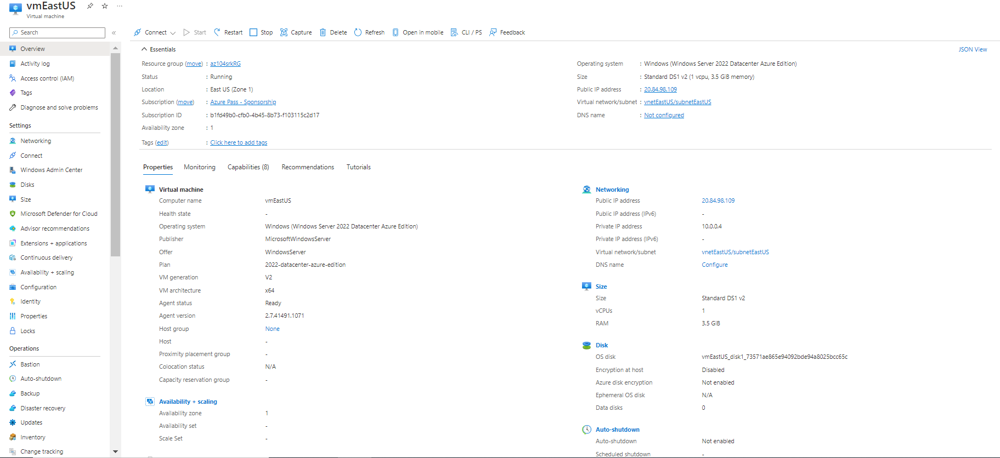 vmEastUS
Virtual machine
Search
Overview
Activity log
Access control (IAM)
Tags
Diagnose and solve problems
Settings
Networking
Connect
Windows Admin Center
Disks
Size
Microsoft Defender for Cloud
Advisor recommendations
Extensions + applications
Continuous delivery
Availability + scaling
Configuration
Identity
Properties
Locks
Operations
Bastion
Auto-shutdown
Backup
Disaster recovery
Updates
Inventory
Change tracking
Connect Start Restart Stop Capture Delete Refresh Open in mobile CLI / PS Feedback
Essentials
JSON View
Resource group (move) : az104srkRG
Status : Running
Location : East US (Zone 1)
Subscription (move) : Azure Pass - Sponsorship
Subscription ID : b1fd49b0-cfb0-4b45-8b73-f103115c2d17
Availability zone : 1
Tags (edit) : Click here to add tags
Operating system : Windows (Windows Server 2022 Datacenter Azure Edition)
Size : Standard DS1 v2 (1 vcpu, 3.5 GiB memory)
Public IP address : 20.84.98.109
Virtual network/subnet : vnetEastUS/subnetEastUS
DNS name : Not configured
Properties Monitoring Capabilities (8) Recommendations Tutorials
Virtual machine
Computer name vmEastUS
Health state -
Operating system Windows (Windows Server 2022 Datacenter Azure Edition)
Publisher MicrosoftWindowsServer
Offer WindowsServer
Plan 2022-datacenter-azure-edition
VM generation V2
VM architecture x64
Agent status Ready
Agent version 2.7.41491.1071
Host group None
Host -
Proximity placement group -
Colocation status N/A
Capacity reservation group -
Availability + scaling
Availability zone 1
Availability set -
Scale Set -
Networking
Public IP address 20.84.98.109
Public IP address (IPv6) -
Private IP address 10.0.0.4
Private IP address (IPv6) -
Virtual network/subnet vnetEastUS/subnetEastUS
DNS name Configure
Size
Size Standard DS1 v2
vCPUs 1
RAM 3.5 GiB
Disk
OS disk vmEastUS_disk1_73571ae865e94092bde94a8025bcc65c
Encryption at host Disabled
Azure disk encryption Not enabled
Ephemeral OS disk N/A
Data disks 0
Auto-shutdown
Auto-shutdown Not enabled
Scheduled shutdown -